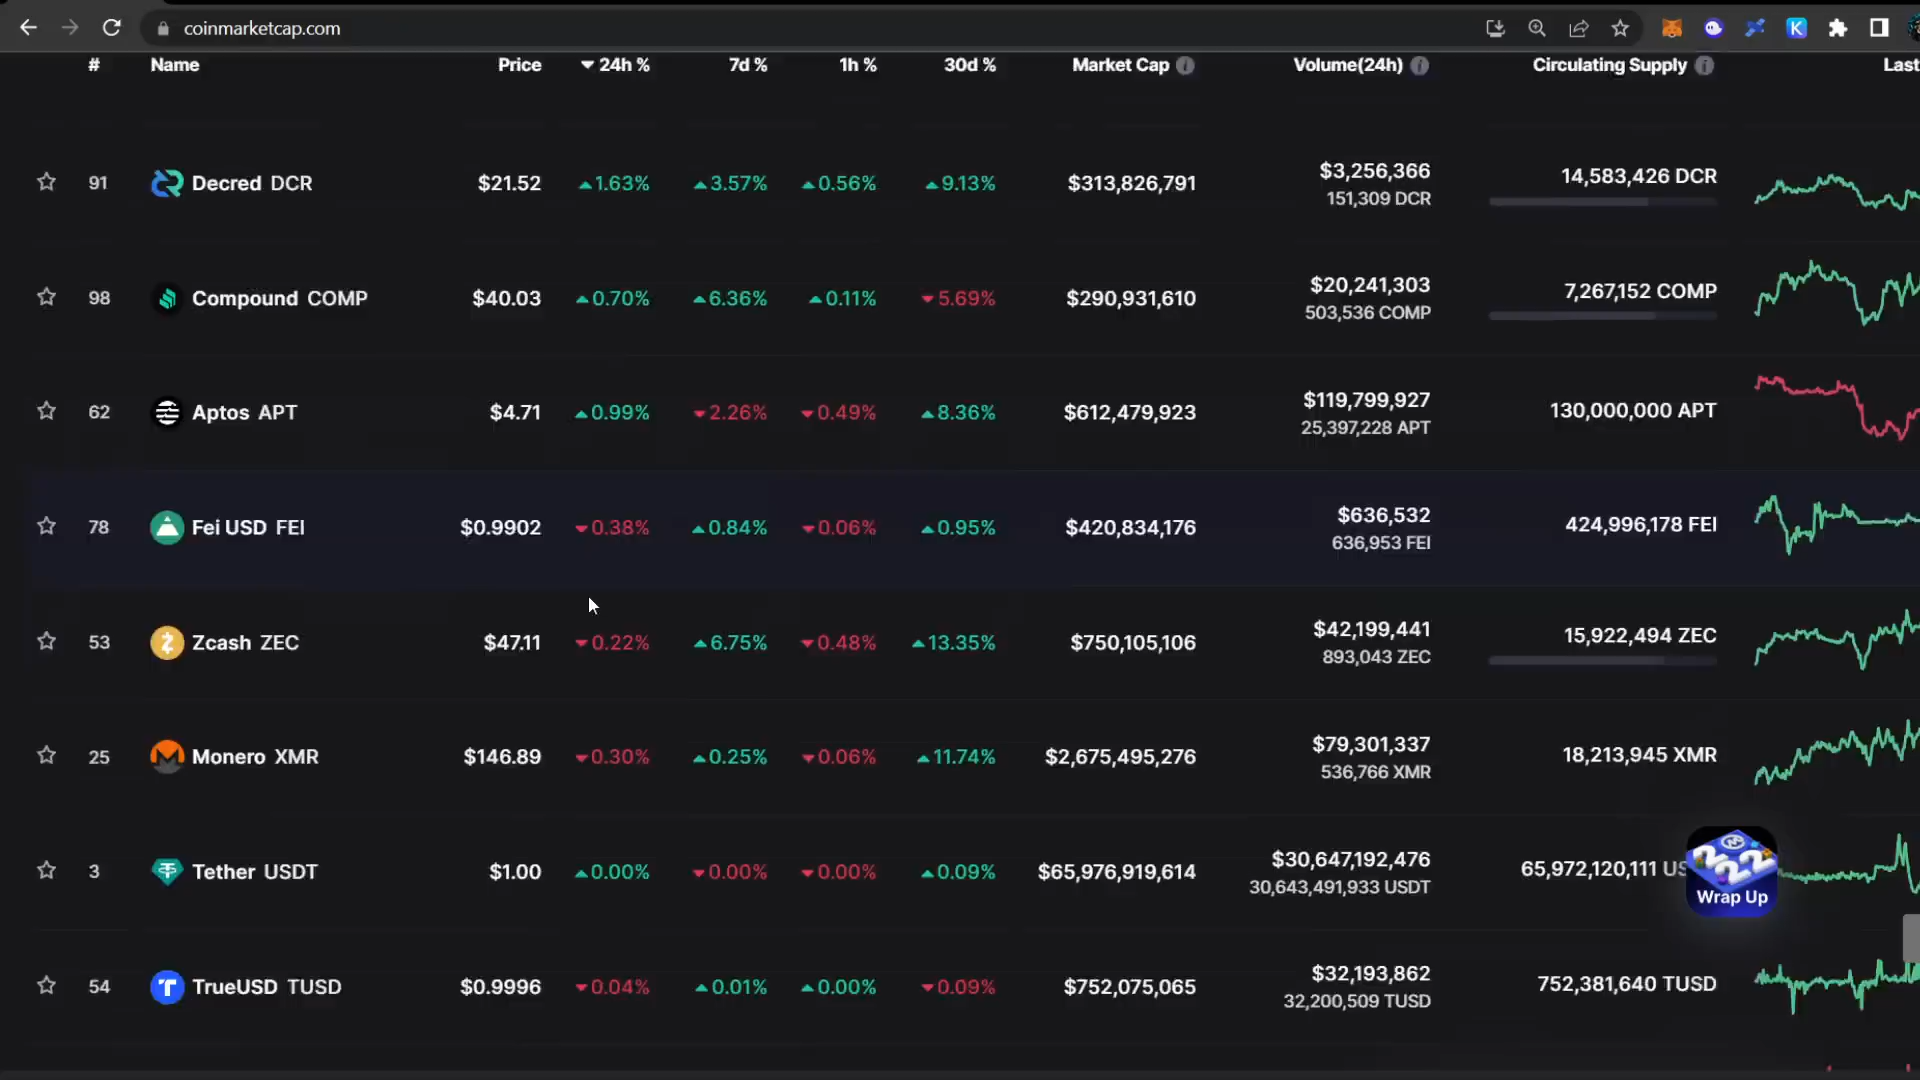 coinmarketcap.com
# Name Price 24h % 7d % 1h % 30d % Market Cap Volume(24h) Circulating Supply Last
91 Decred DCR $21.52 1.63% 3.57% 0.56% 9.13% $313,826,791 $3,256,366 14,583,426 DCR
151,309 DCR
98 Compound COMP $40.03 0.70% 6.36% 0.11% 5.69% $290,931,610 $20,241,303 7,267,152 COMP
503,536 COMP
62 Aptos APT $4.71 0.99% 2.26% 0.49% 8.36% $612,479,923 $119,799,927 130,000,000 APT
25,397,228 APT
78 Fei USD FEI $0.9902 0.38% 0.84% 0.06% 0.95% $420,834,176 $636,532 424,996,178 FEI
636,953 FEI
53 Zcash ZEC $47.11 0.22% 6.75% 0.48% 13.35% $750,105,106 $42,199,441 15,922,494 ZEC
893,043 ZEC
25 Monero XMR $146.89 0.30% 0.25% 0.06% 11.74% $2,675,495,276 $79,301,337 18,213,945 XMR
536,766 XMR
3 Tether USDT $1.00 0.00% 0.00% 0.00% 0.09% $65,976,919,614 $30,647,192,476 65,972,120,111 US
30,643,491,933 USDT
2022
Wrap Up
54 TrueUSD TUSD $0.9996 0.04% 0.01% 0.00% 0.09% $752,075,065 $32,193,862 752,381,640 TUSD
32,200,509 TUSD